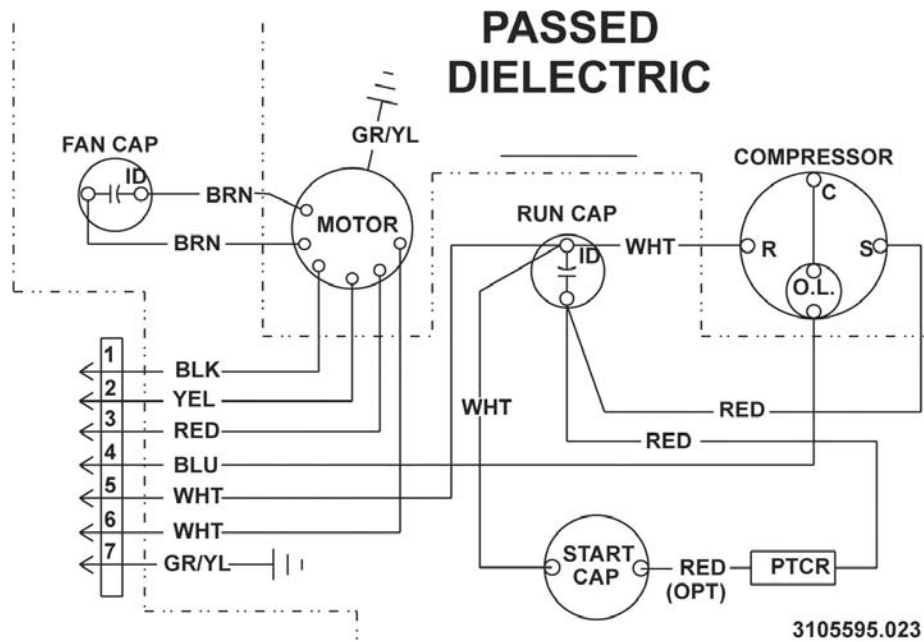 PASSED
DIELECTRIC
GR/YL
FAN CAP
ID
BRN
BRN
MOTOR
RUN CAP
ID
WHT
COMPRESSOR
C
R
S
O.L.
1
BLK
2
YEL
3
RED
4
BLU
5
WHT
6
WHT
7
GR/YL
WHT
RED
RED
START
CAP
RED
(OPT)
PTCR
3105595.023